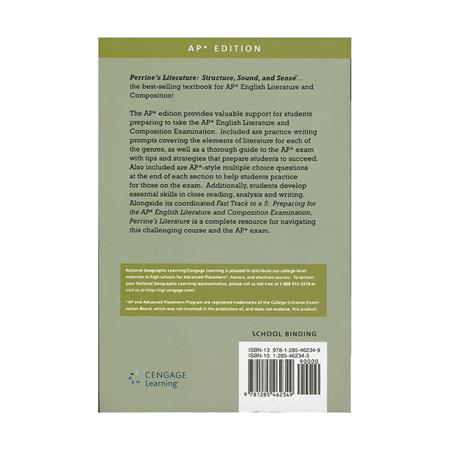 AP* EDITION
Perrine's Literature: Structure, Sound, and Sense…
the best-selling textbook for AP* English Literature and
Composition!
The AP* edition provides valuable support for students
preparing to take the AP* English Literature and
Composition Examination. Included are practice writing
prompts covering the elements of literature for each of
the genres, as well as a thorough guide to the AP* exam
with tips and strategies that prepare students to succeed.
Also included are AP*-style multiple choice questions
at the end of each section to help students practice
for those on the exam. Additionally, students develop
essential skills in close reading, analysis and writing.
Alongside its coordinated Fast Track to a 5: Preparing for
the AP* English Literature and Composition Examination,
Perrine's Literature is a complete resource for navigating
this challenging course and the AP* exam.
National Geographic Learning/Cengage Learning is pleased to distribute our college-level
materials to high schools for Advanced Placement*, honors, and electives courses. To contact
your National Geographic Learning representative, please call us toll-free at 1-888-915-3276 or
visit us at http://ngl.cengage.com/
*AP and Advanced Placement Program are registered trademarks of the College Entrance Exami-
nation Board, which was not involved in the production of, and does not endorse, this product.
SCHOOL BINDING
ISBN-13: 978-1-285-46234-9
ISBN-10: 1-285-46234-3
90000
9 781285 462349
CENGAGE
Learning®